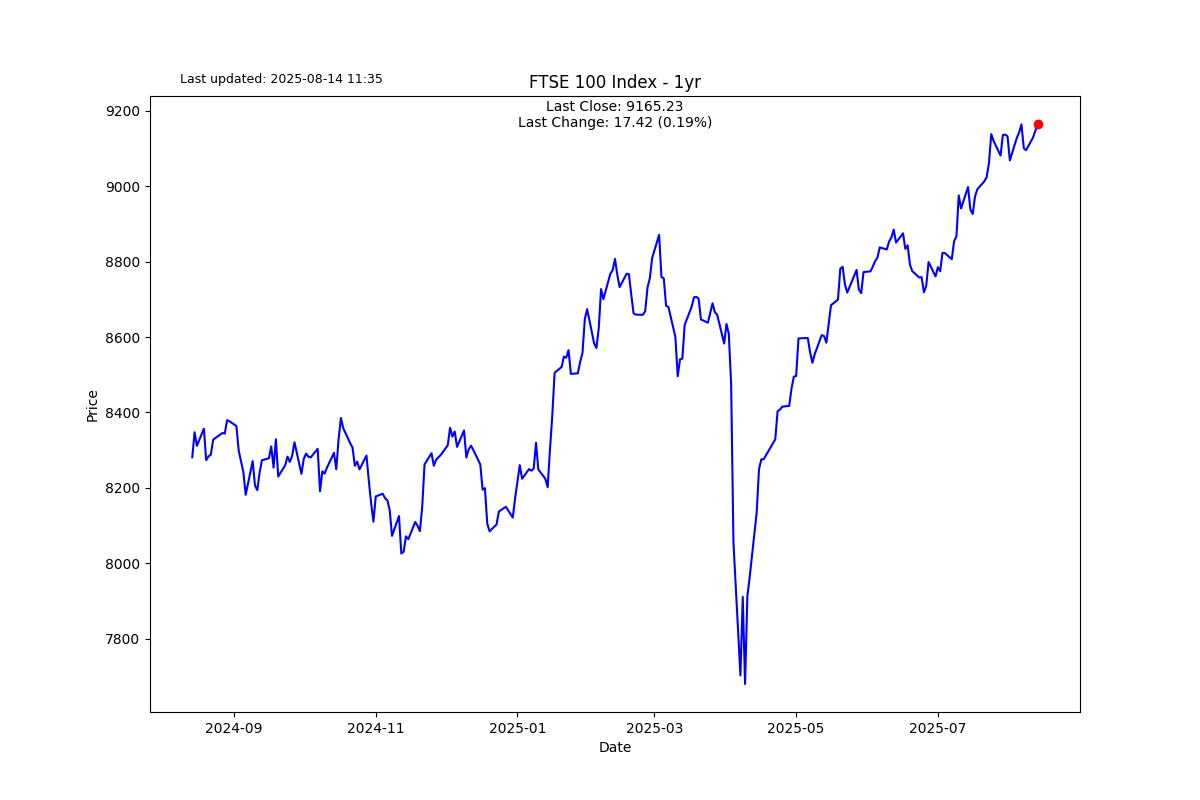 Last updated: 2025-08-14 11:35
FTSE 100 Index - 1yr
Last Close: 9165.23
Last Change: 17.42 (0.19%)
9200
9000
8800
8600
8400
8200
8000
7800
Price
2024-09
2024-11
2025-01
2025-03
2025-05
2025-07
Date